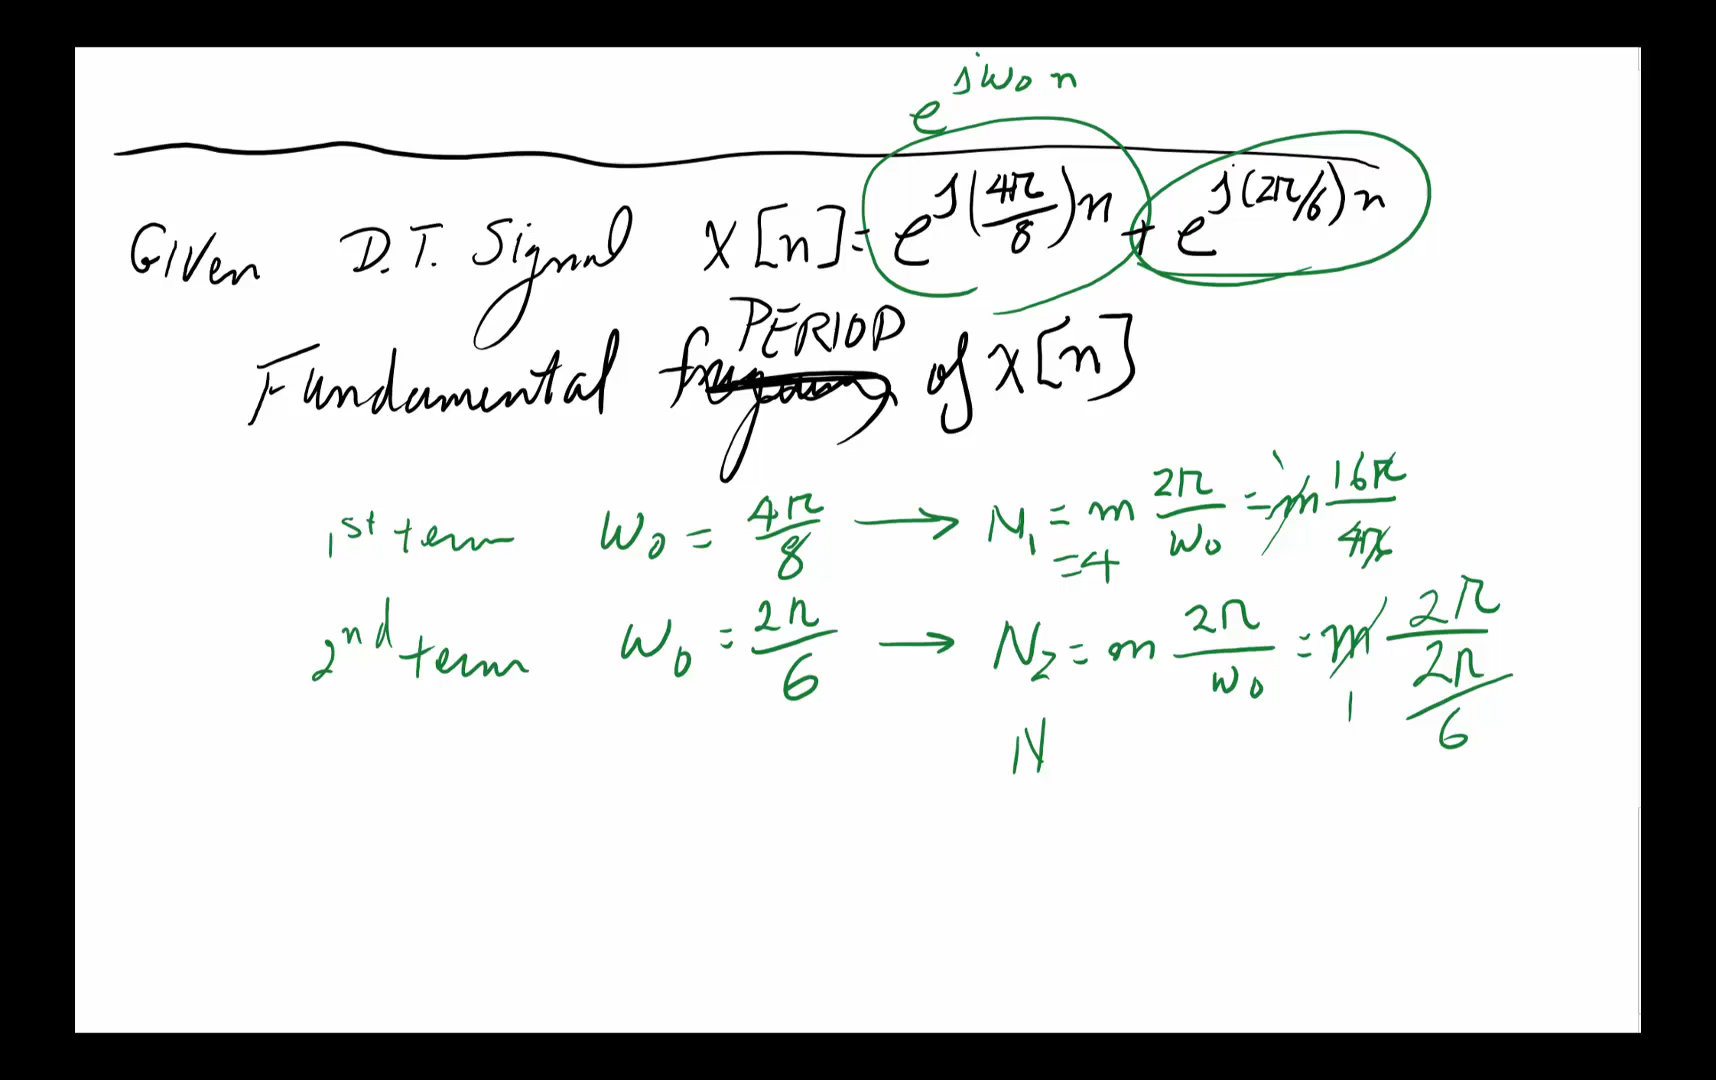 e^{jω₀n}
Given D.T. Signal x[n] = e^{j(4π/8)n} + e^{j(2π/6)n}
PERIOD
Fundamental of x[n]
1st term ω₀ = 4π/8 → N₁ = m 2π/ω₀ = m 1 16π/4π
= 4
2nd term ω₀ = 2π/6 → N₂ = m 2π/ω₀ = m 2π/(2π/6)
1
N